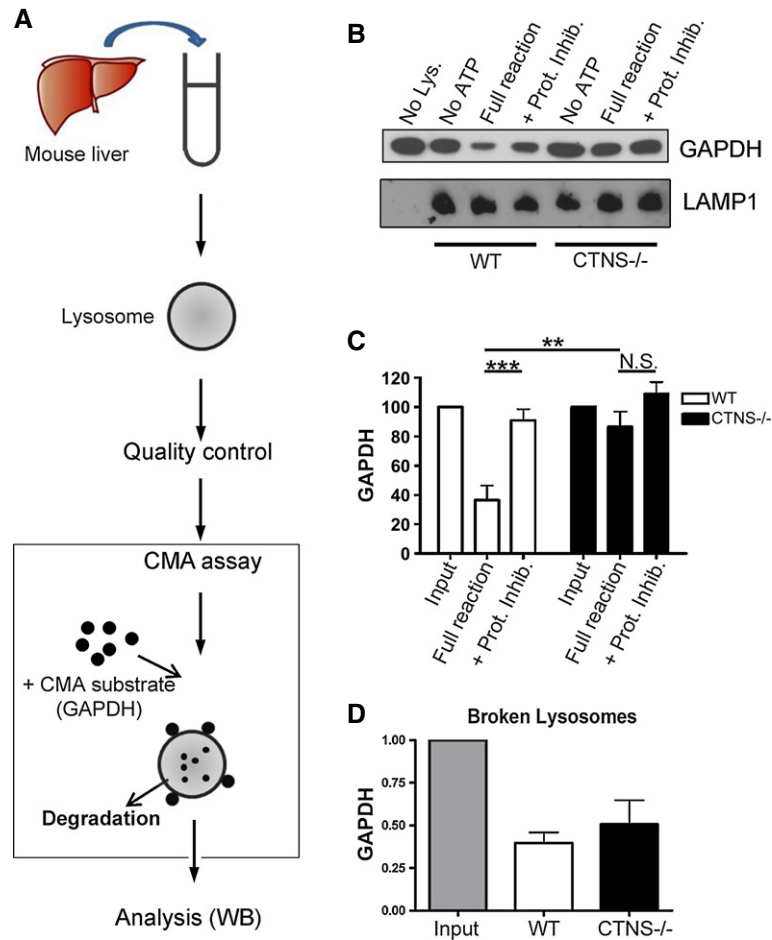 A
Mouse liver
Lysosome
Quality control
CMA assay
+ CMA substrate
(GAPDH)
Degradation
Analysis (WB)
B
No Lys.
No ATP
Full reaction
+ Prot. Inhib.
No ATP
Full reaction
+ Prot. Inhib.
GAPDH
LAMP1
WT
CTNS-/-
C
**
***
N.S.
WT
CTNS-/-
GAPDH
120
100
80
60
40
20
0
Input
Full reaction
+ Prot. Inhib.
Input
Full reaction
+ Prot. Inhib.
D
Broken Lysosomes
GAPDH
1.00
0.75
0.50
0.25
0.00
Input
WT
CTNS-/-